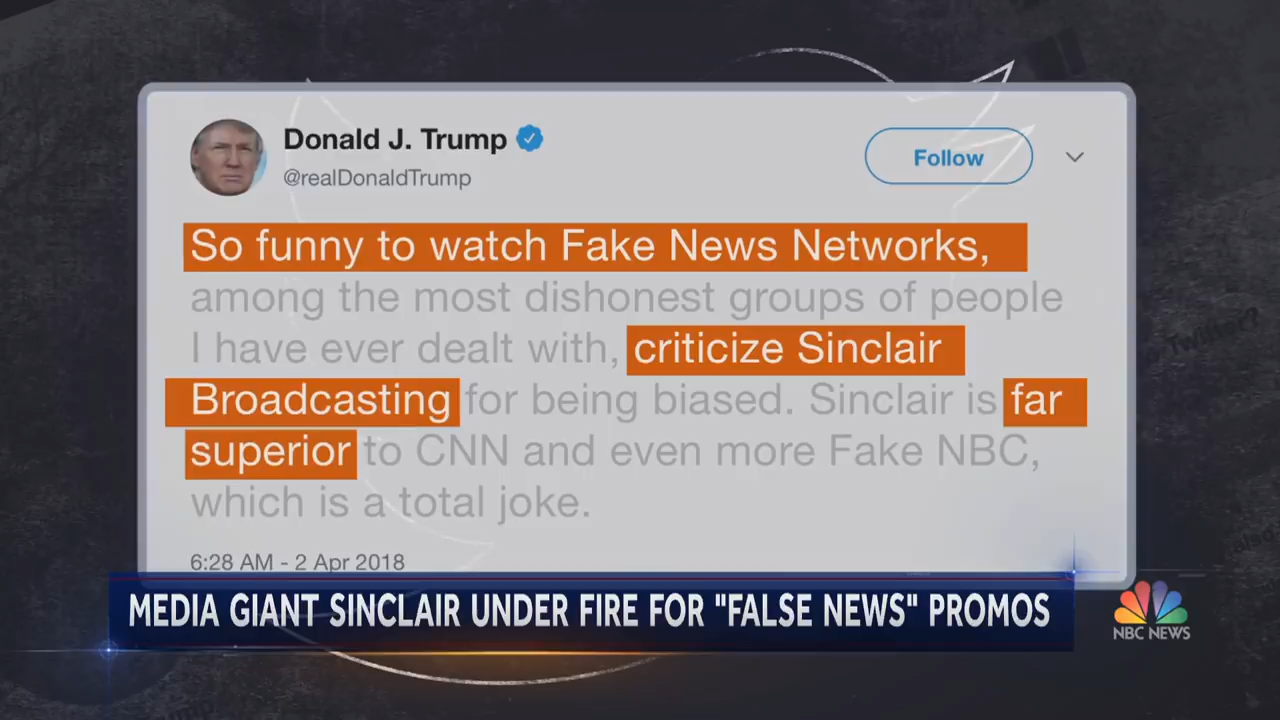 Donald J. Trump
@realDonaldTrump
Follow
So funny to watch Fake News Networks,
among the most dishonest groups of people
I have ever dealt with, criticize Sinclair
Broadcasting for being biased. Sinclair is far
superior to CNN and even more Fake NBC,
which is a total joke.
6:28 AM - 2 Apr 2018
MEDIA GIANT SINCLAIR UNDER FIRE FOR "FALSE NEWS" PROMOS
NBC NEWS